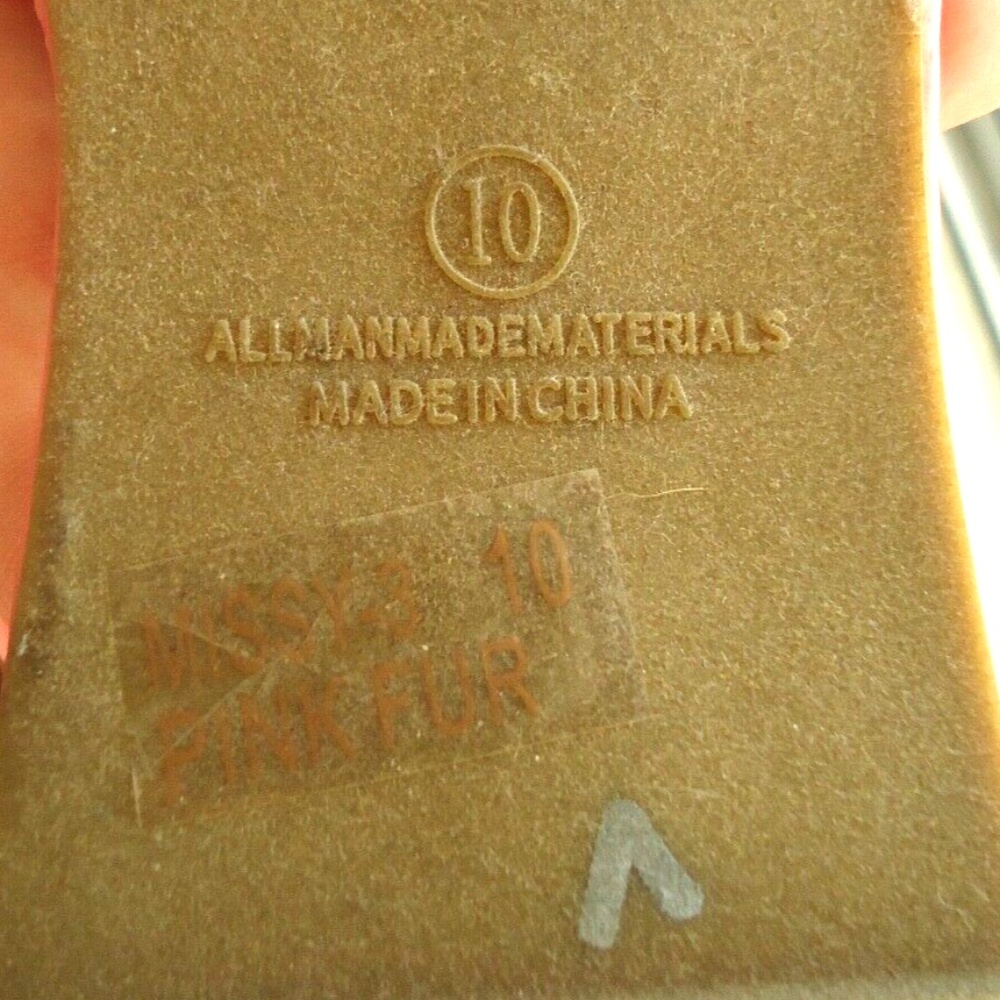 10
ALLMANMADEMATERIALS
MADE IN CHINA
MISSY-3 10
PINK FUR